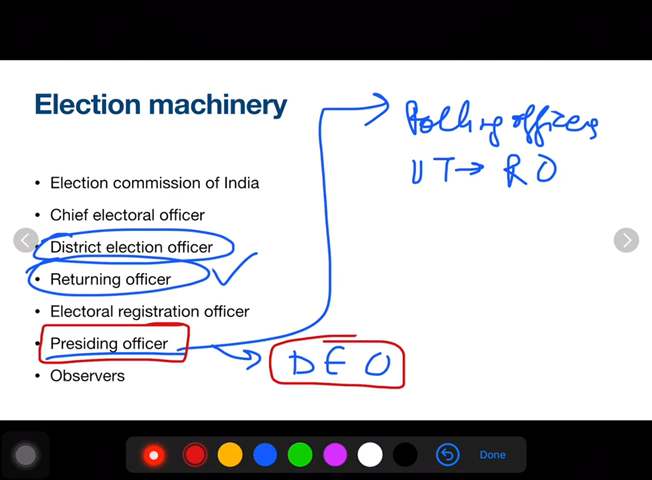 Election machinery
Polling officers
UT → RO
• Election commission of India
• Chief electoral officer
• District election officer
• Returning officer
• Electoral registration officer
• Presiding officer
DEO
• Observers
Done